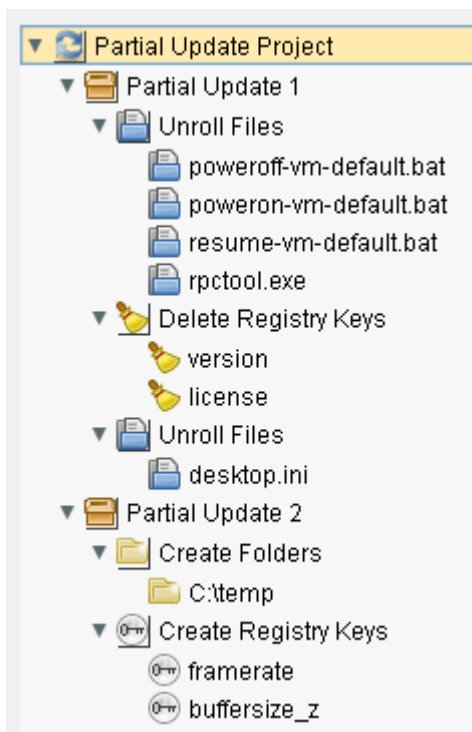 Partial Update Project
Partial Update 1
Unroll Files
poweroff-vm-default.bat
poweron-vm-default.bat
resume-vm-default.bat
rpctool.exe
Delete Registry Keys
version
license
Unroll Files
desktop.ini
Partial Update 2
Create Folders
C:\temp
Create Registry Keys
framerate
buffersize_z